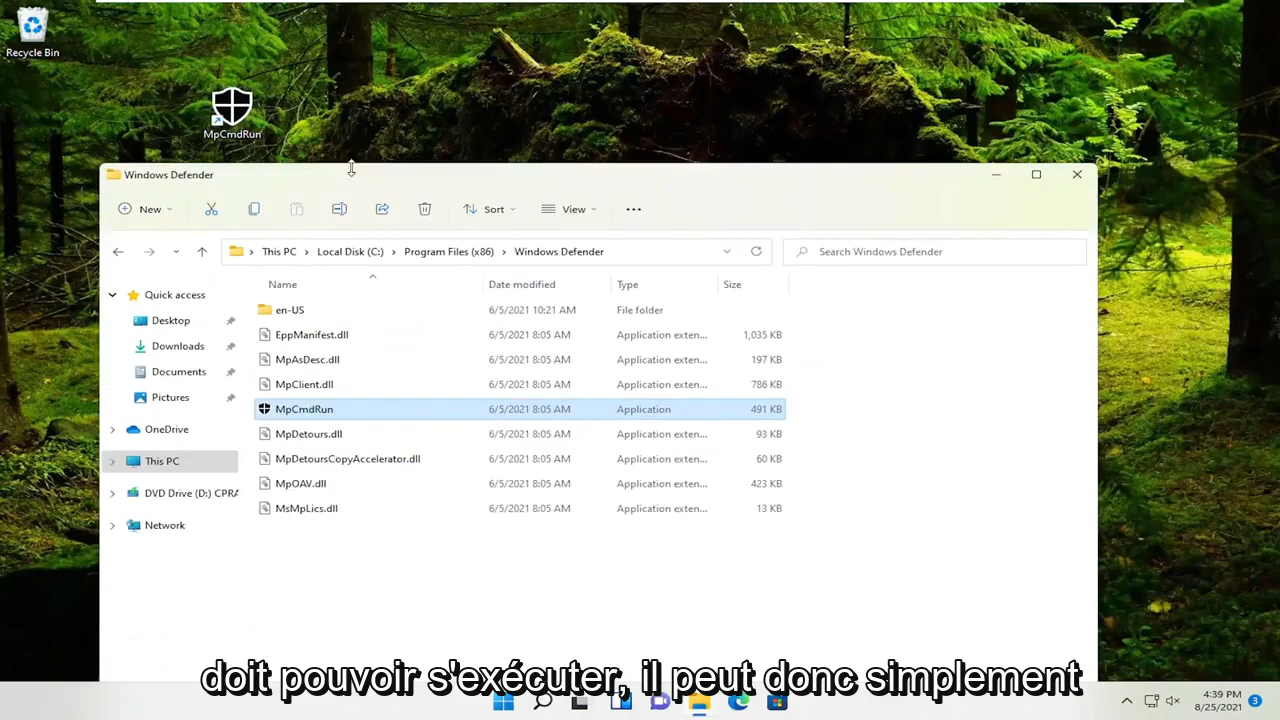 Recycle Bin
MpCmdRun
Windows Defender
New
Sort
View
This PC
Local Disk (C:)
Program Files (x86)
Windows Defender
Search Windows Defender
Name
Date modified
Type
Size
Quick access
Desktop
Downloads
Documents
Pictures
OneDrive
This PC
DVD Drive (D:) CPRA
Network
en-US 6/5/2021 10:21 AM File folder
EppManifest.dll 6/5/2021 8:05 AM Application exten... 1,035 KB
MpAsDesc.dll 6/5/2021 8:05 AM Application exten... 197 KB
MpClient.dll 6/5/2021 8:05 AM Application exten... 786 KB
MpCmdRun 6/5/2021 8:05 AM Application 491 KB
MpDetours.dll 6/5/2021 8:05 AM Application exten... 93 KB
MpDetoursCopyAccelerator.dll 6/5/2021 8:05 AM Application exten... 60 KB
MpOAV.dll 6/5/2021 8:05 AM Application exten... 423 KB
MsMpLics.dll 6/5/2021 8:05 AM Application exten... 13 KB
doit pouvoir s'exécuter, il peut donc simplement
4:39 PM
8/25/2021
3